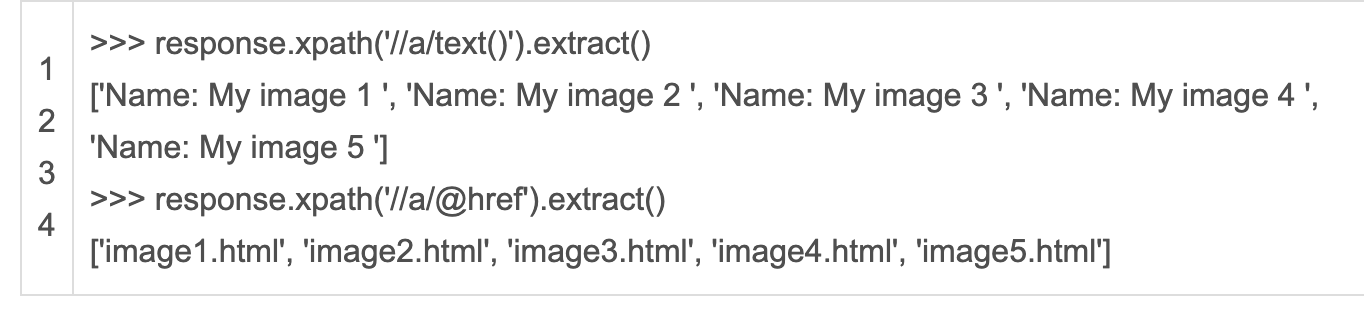 1
2
3
4
>>> response.xpath('//a/text()').extract()
['Name: My image 1 ', 'Name: My image 2 ', 'Name: My image 3 ', 'Name: My image 4 ',
'Name: My image 5 ']
>>> response.xpath('//a/@href').extract()
['image1.html', 'image2.html', 'image3.html', 'image4.html', 'image5.html']